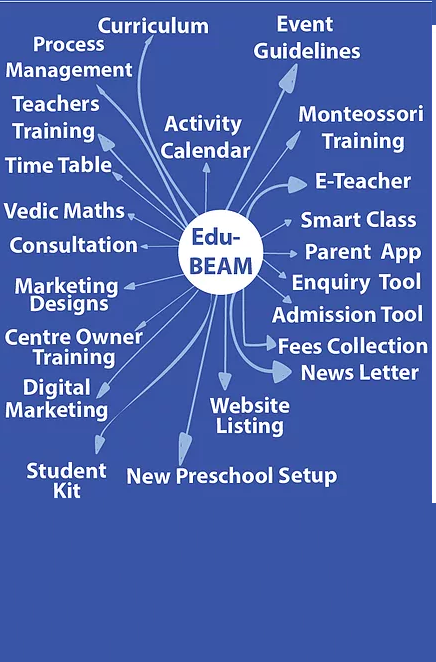 Curriculum
Process
Management
Teachers
Training
Time Table
Vedic Maths
Consultation
Marketing
Designs
Centre Owner
Training
Digital
Marketing
Student
Kit
Activity
Calendar
Edu-
BEAM
Website
Listing
New Preschool Setup
Event
Guidelines
Monteossori
Training
E-Teacher
Smart Class
Parent App
Enquiry Tool
Admission Tool
Fees Collection
News Letter